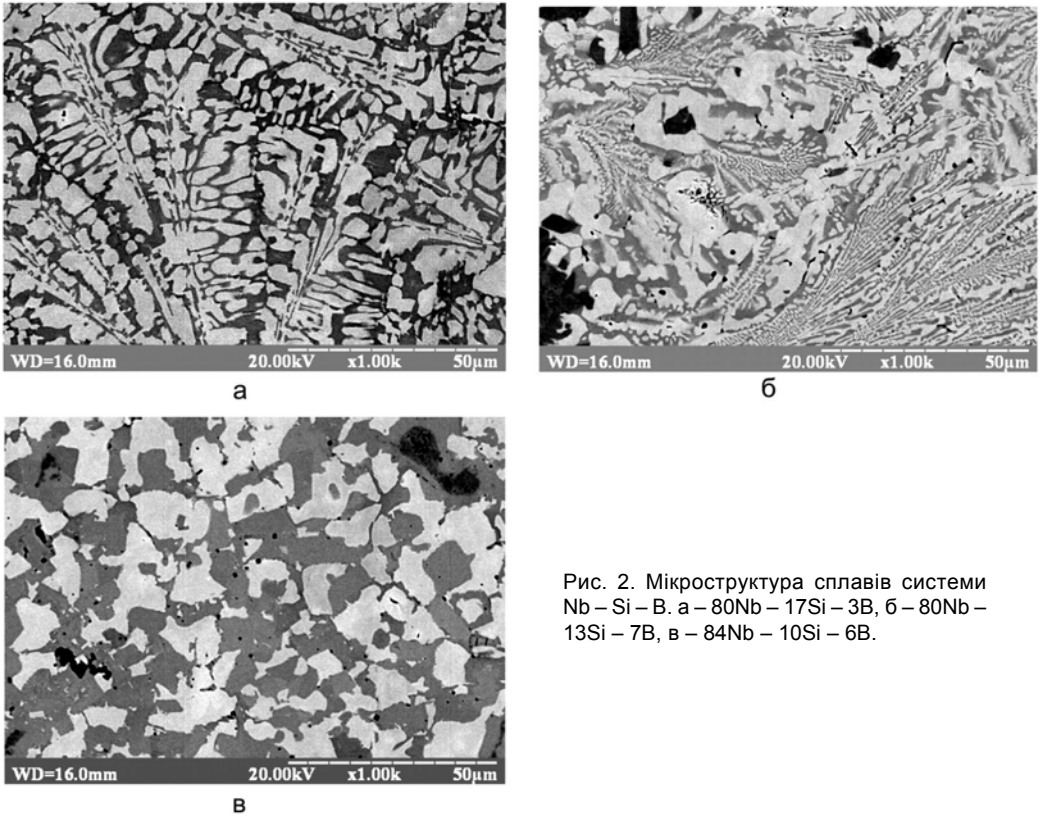 WD=16.0mm 20.00kV x1.00k 50µm
а
WD=16.0mm 20.00kV x1.00k 50µm
б
WD=16.0mm 20.00kV x1.00k 50µm
в
Рис. 2. Мікроструктура сплавів системи
Nb – Si – B. а – 80Nb – 17Si – 3B, б – 80Nb –
13Si – 7B, в – 84Nb – 10Si – 6B.